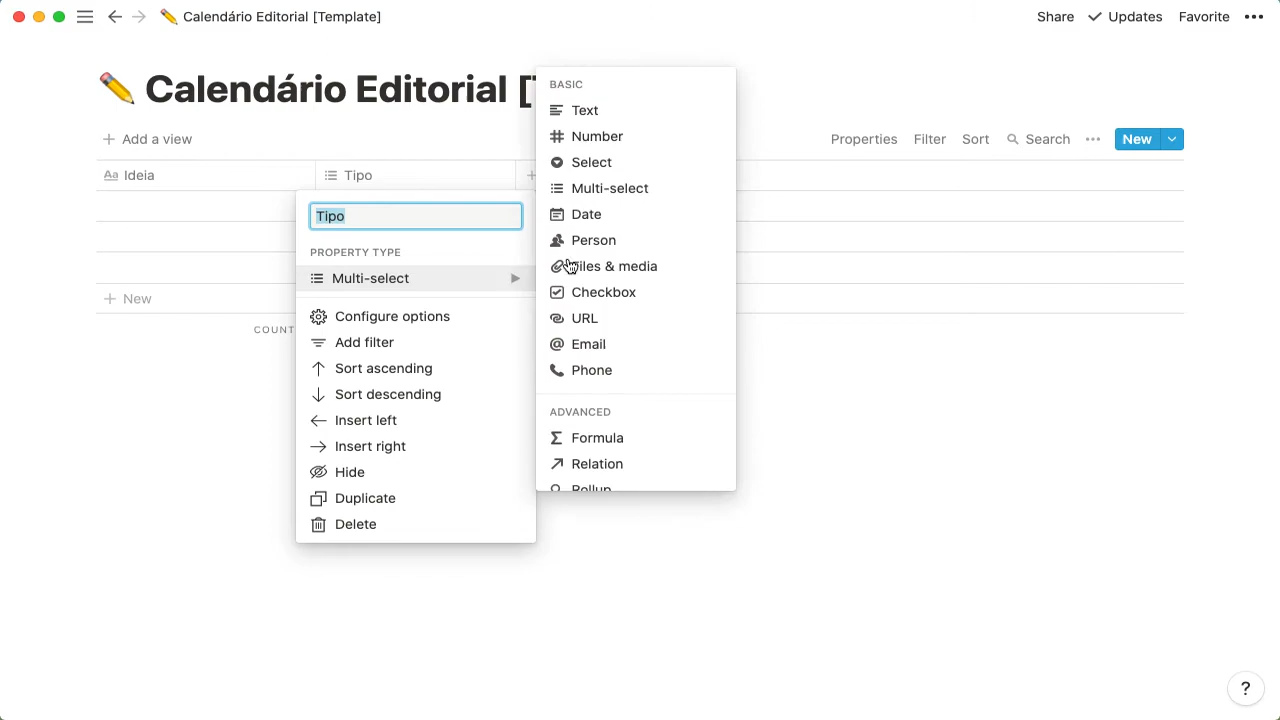 Calendário Editorial [Template]
Share
Updates
Favorite
Calendário Editorial [
Add a view
Properties
Filter
Sort
Search
New
Aa Ideia
Tipo
New
COUNT
Tipo
PROPERTY TYPE
Multi-select
Configure options
Add filter
Sort ascending
Sort descending
Insert left
Insert right
Hide
Duplicate
Delete
BASIC
Text
Number
Select
Multi-select
Date
Person
Files & media
Checkbox
URL
Email
Phone
ADVANCED
Formula
Relation
Rollup
?